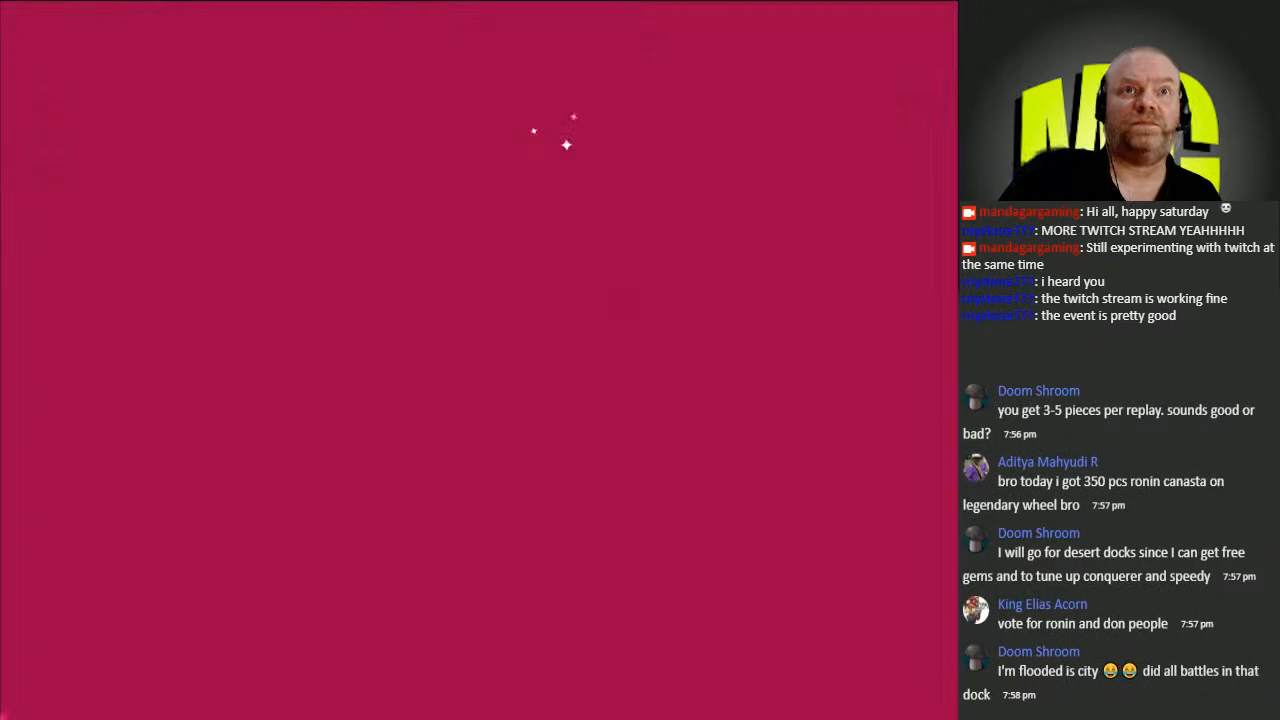 MG
mandagargaming: Hi all, happy saturday
: MORE TWITCH STREAM YEAHHHHH
mandagargaming: Still experimenting with twitch at
the same time
: i heard you
: the twitch stream is working fine
: the event is pretty good
Doom Shroom
you get 3-5 pieces per replay. sounds good or
bad? 7:56 pm
Aditya Mahyudi R
bro today i got 350 pcs ronin canasta on
legendary wheel bro 7:57 pm
Doom Shroom
I will go for desert docks since I can get free
gems and to tune up conquerer and speedy 7:57 pm
King Elias Acorn
vote for ronin and don people 7:57 pm
Doom Shroom
I'm flooded is city 😂 😂 did all battles in that
dock 7:58 pm